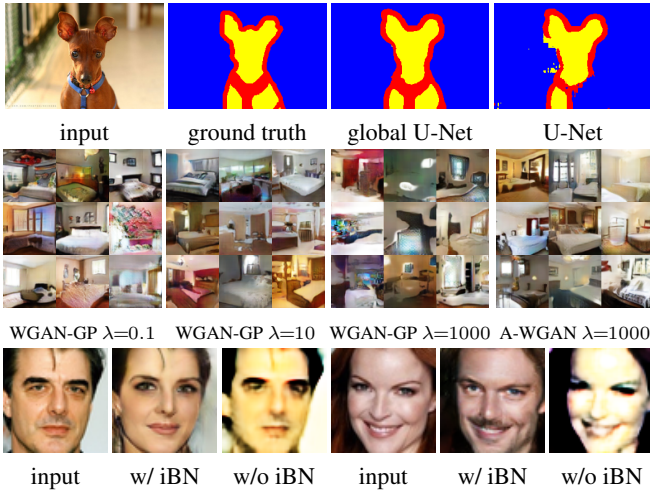 input ground truth global U-Net U-Net
WGAN-GP λ=0.1 WGAN-GP λ=10 WGAN-GP λ=1000 A-WGAN λ=1000
input w/ iBN w/o iBN input w/ iBN w/o iBN